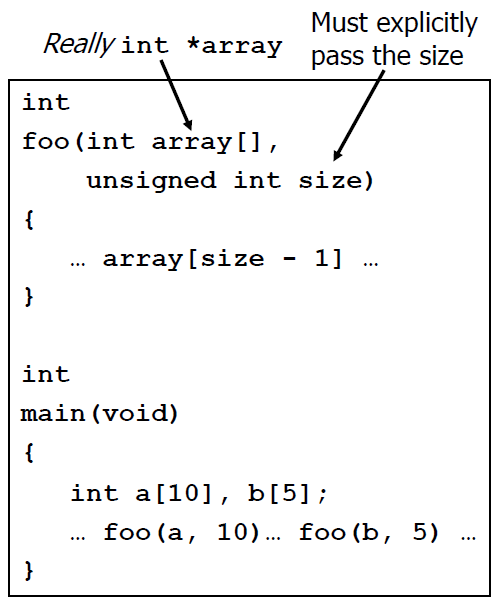 Really int *array
Must explicitly
pass the size
int
foo(int array[],
    unsigned int size)
{
   … array[size - 1] …
}

int
main(void)
{
   int a[10], b[5];
   … foo(a, 10)… foo(b, 5) …
}